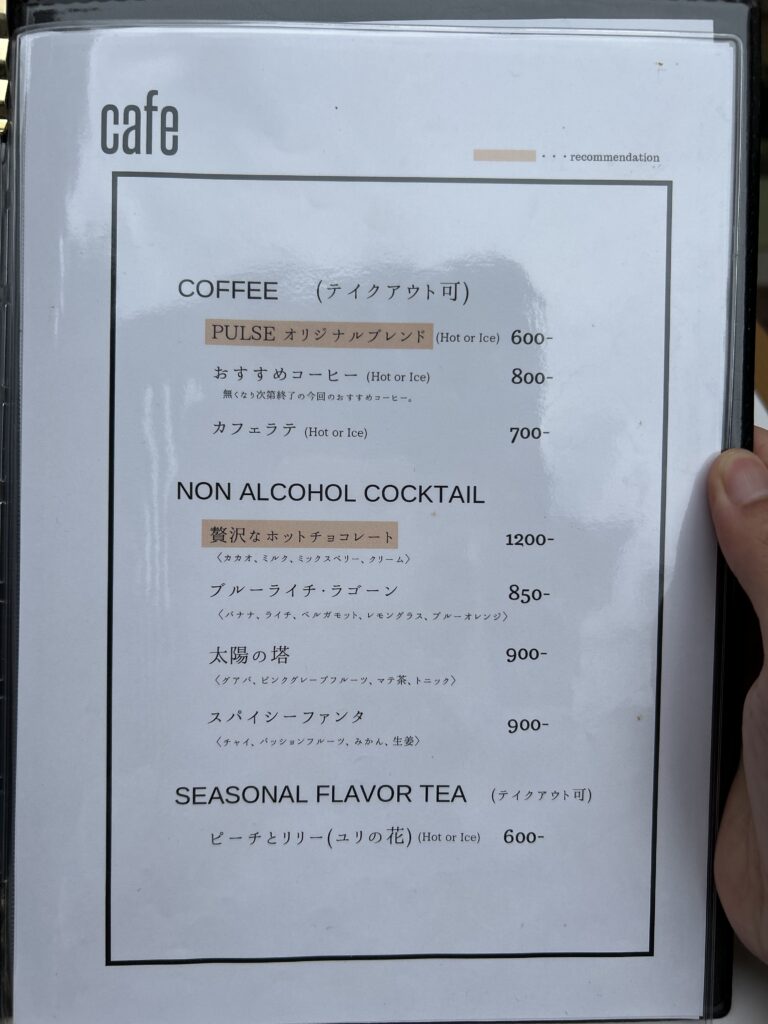 cafe
・・・recommendation
COFFEE (テイクアウト可)
PULSE オリジナルブレンド (Hot or Ice) 600-
おすすめコーヒー (Hot or Ice) 800-
無くなり次第終了の今回のおすすめコーヒー。
カフェラテ (Hot or Ice) 700-
NON ALCOHOL COCKTAIL
贅沢なホットチョコレート 1200-
〈カカオ、ミルク、ミックスベリー、クリーム〉
ブルーライチ・ラゴーン 850-
〈バナナ、ライチ、ベルガモット、レモングラス、ブルーオレンジ〉
太陽の塔 900-
〈グアバ、ピンクグレープフルーツ、マテ茶、トニック〉
スパイシーファンタ 900-
〈チャイ、パッションフルーツ、みかん、生姜〉
SEASONAL FLAVOR TEA (テイクアウト可)
ピーチとリリー(ユリの花) (Hot or Ice) 600-